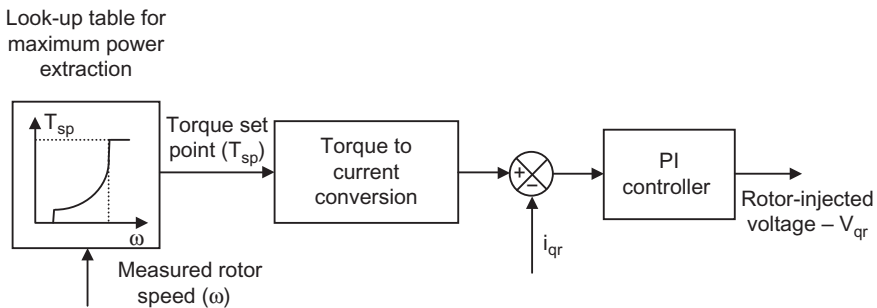 Look-up table for
maximum power
extraction
T_sp
ω
Torque set
point (T_sp)
Torque to
current
conversion
+
−
PI
controller
Rotor-injected
voltage – V_qr
i_qr
Measured rotor
speed (ω)